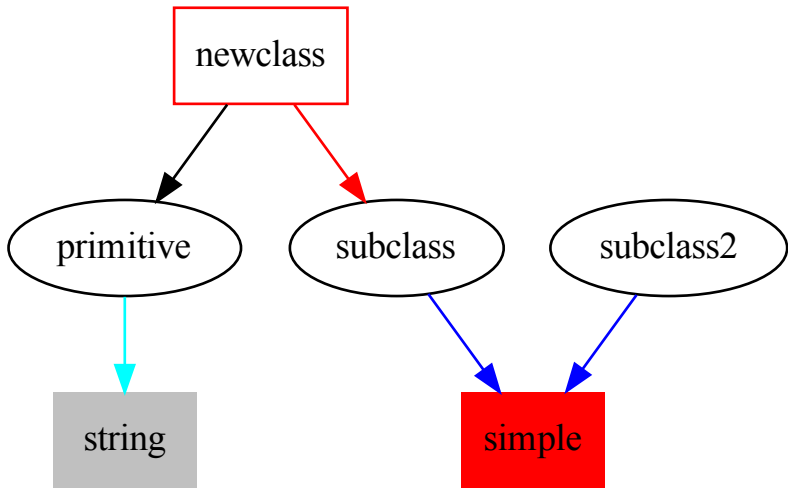 newclass
primitive
subclass
subclass2
string
simple